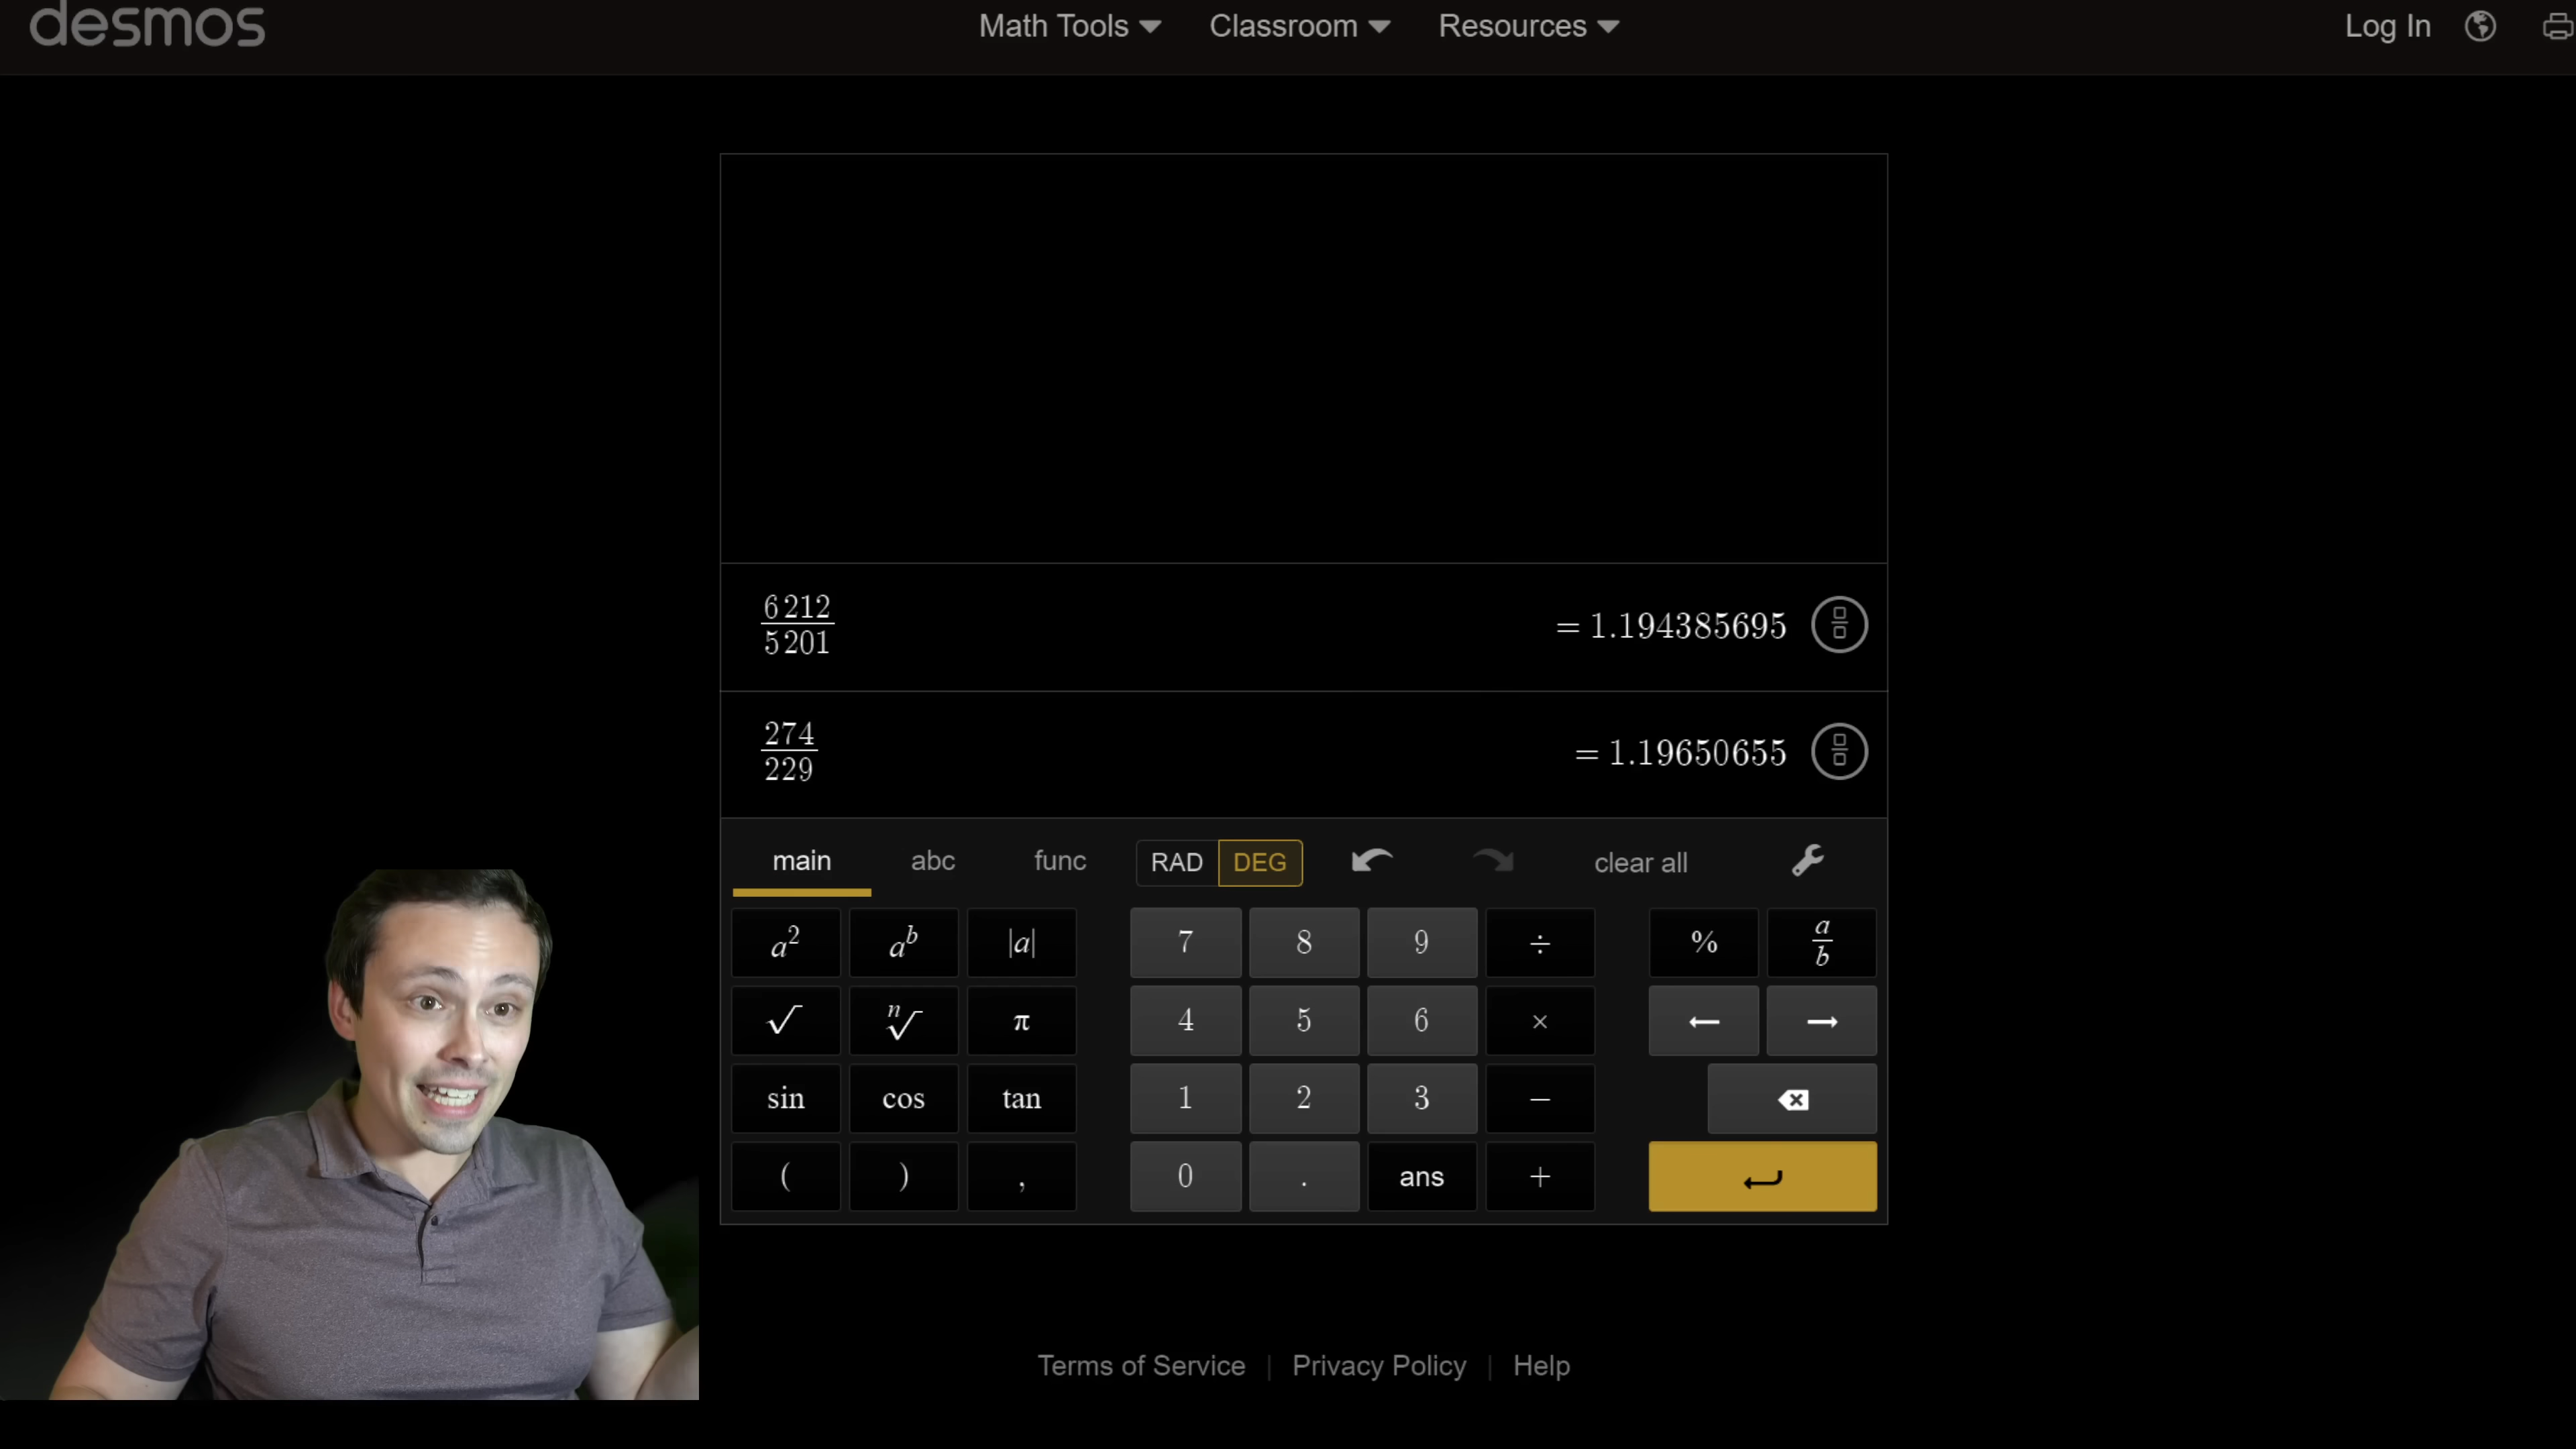 desmos
Math Tools Classroom Resources
Log In
6212
5201
= 1.194385695
274
229
= 1.19650655
main abc func RAD DEG clear all
a² aᵇ |a| 7 8 9 ÷ % a/b
√ ⁿ√ π 4 5 6 × ← →
sin cos tan 1 2 3 −
( ) , 0 . ans +
Terms of Service | Privacy Policy | Help